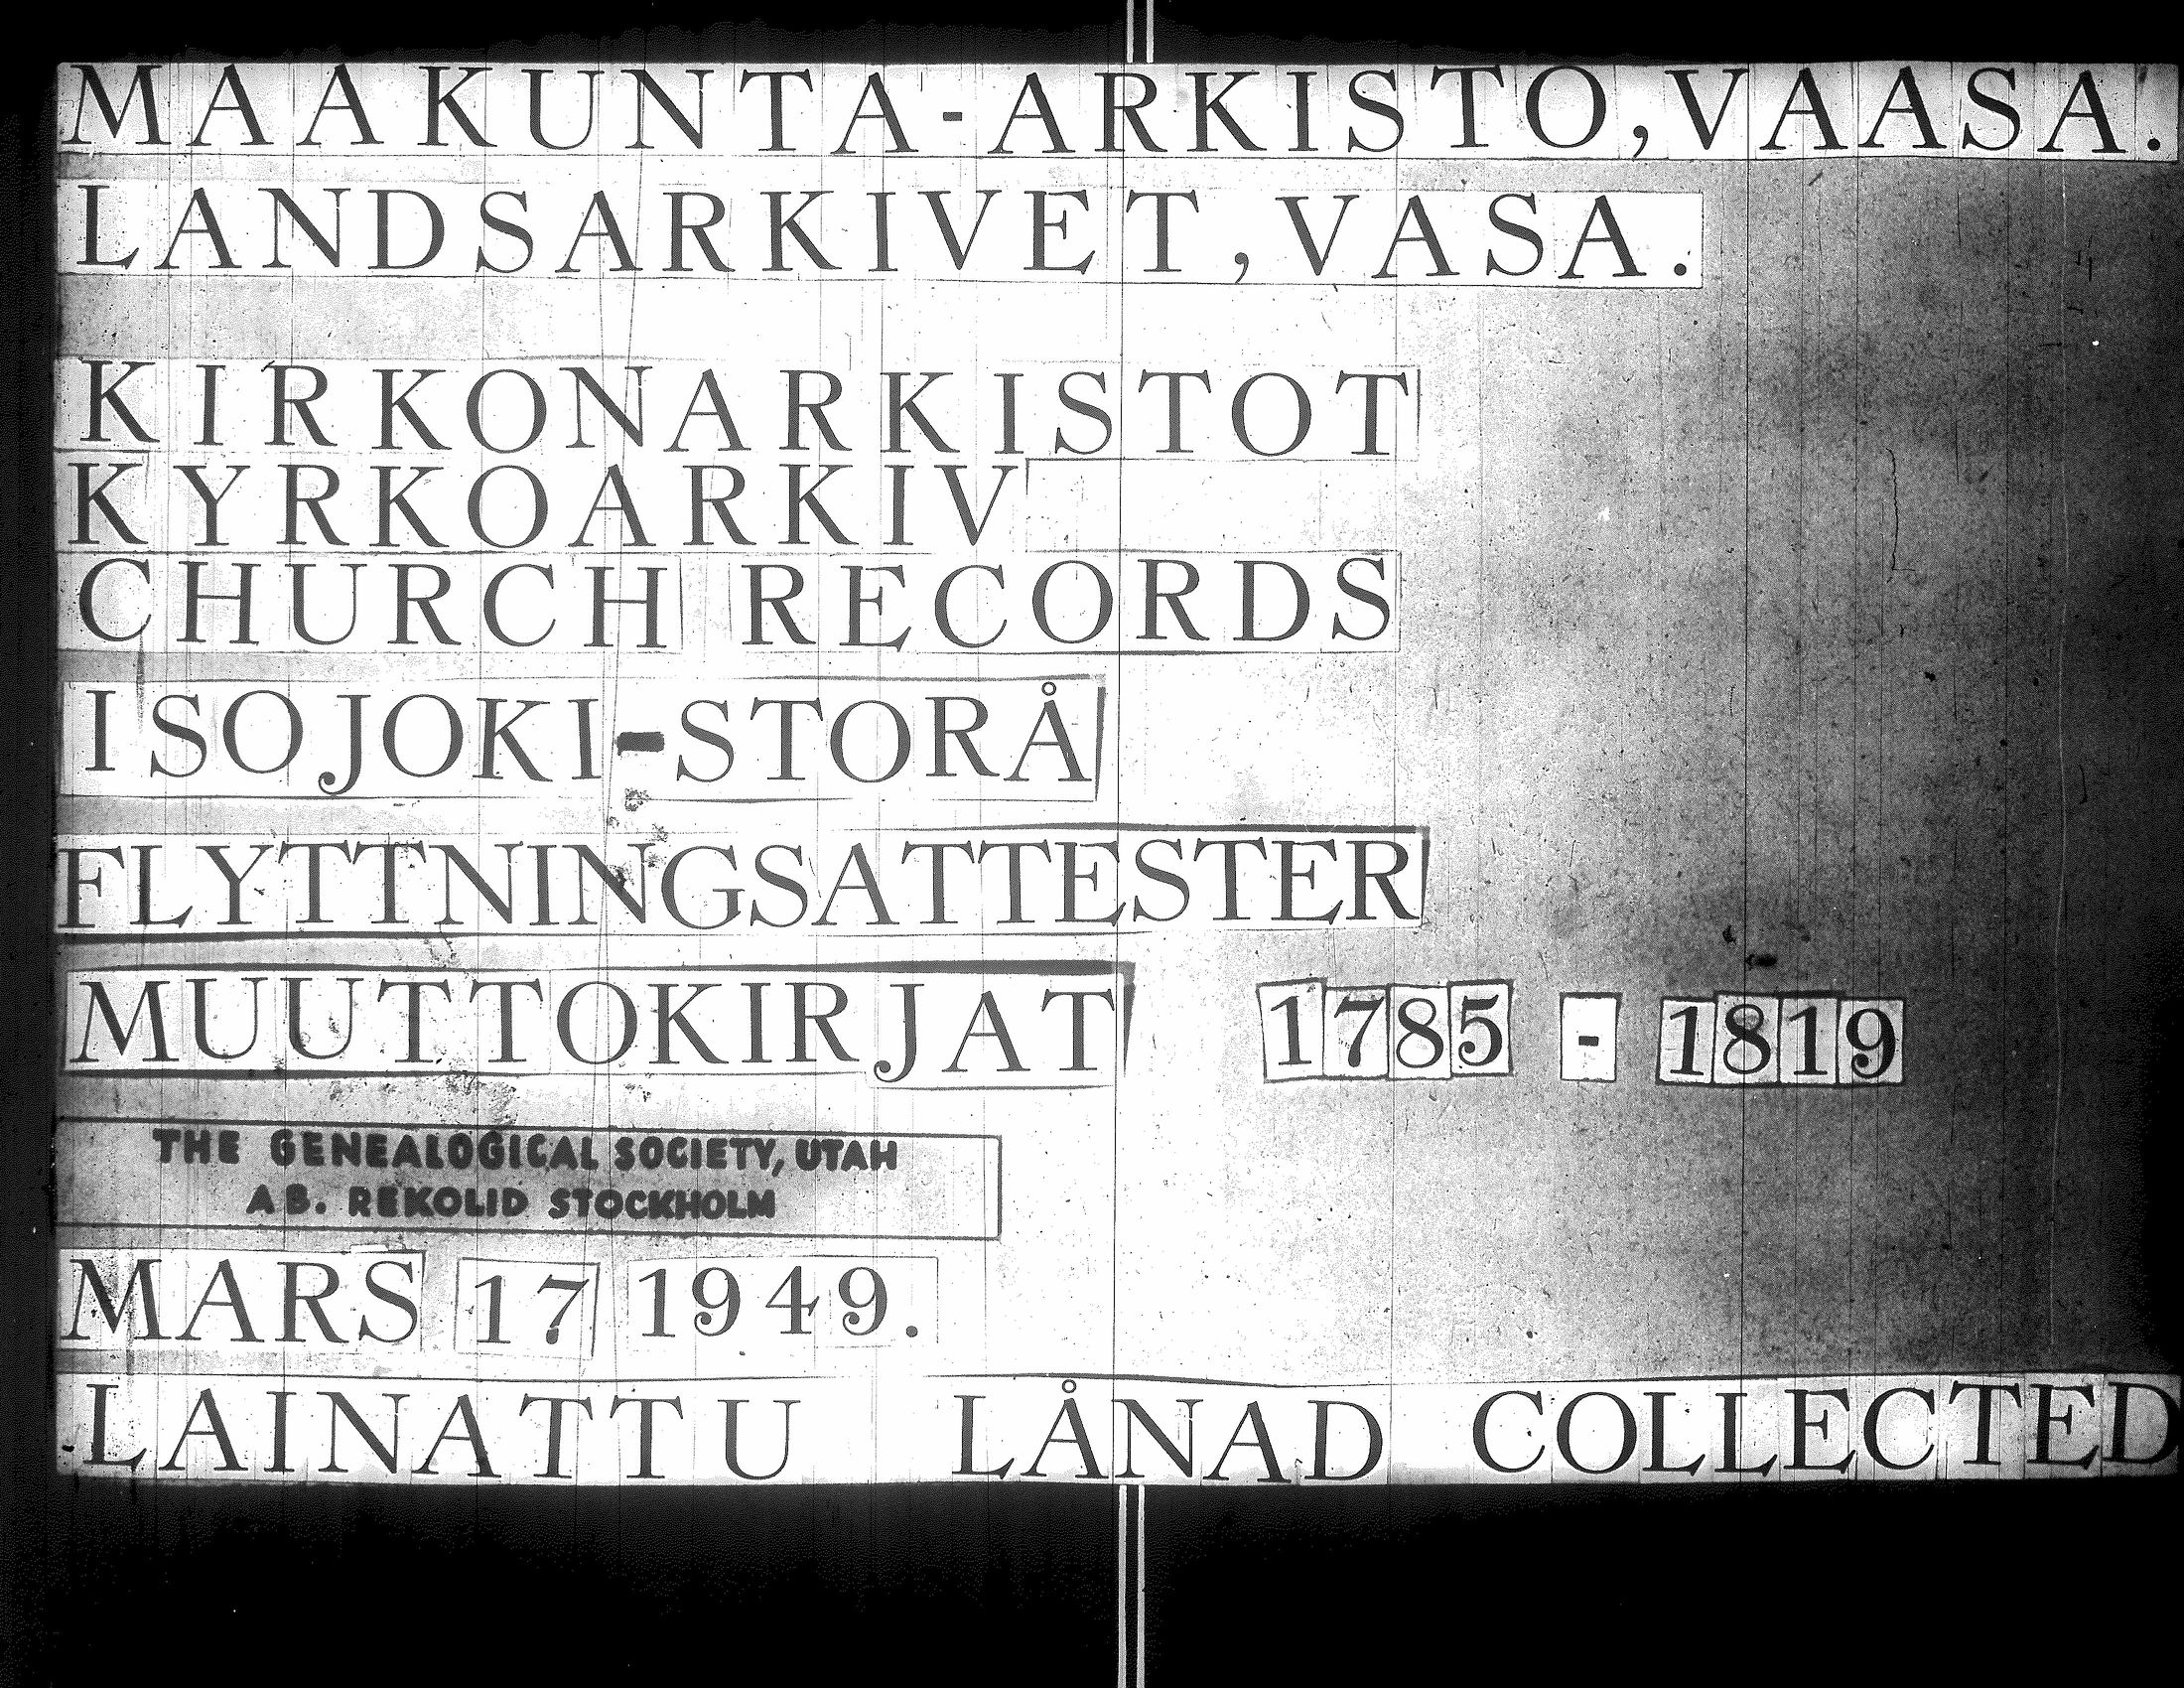 MAAKUNTA-ARKISTO, VAASA.
LANDSARKIVET, VASA.
KIRKONARKISTOT
KYRKOARKIV
CHURCH RECORDS
ISOJOKI-STORÅ
FLYTTNINGSATTESTER
MUUTTOKIRJAT 1785 - 1819
THE GENEALOGICAL SOCIETY, UTAH
AB. REKOLID STOCKHOLM
MARS 17 1949.
LAINATTU LÅNAD COLLECTED